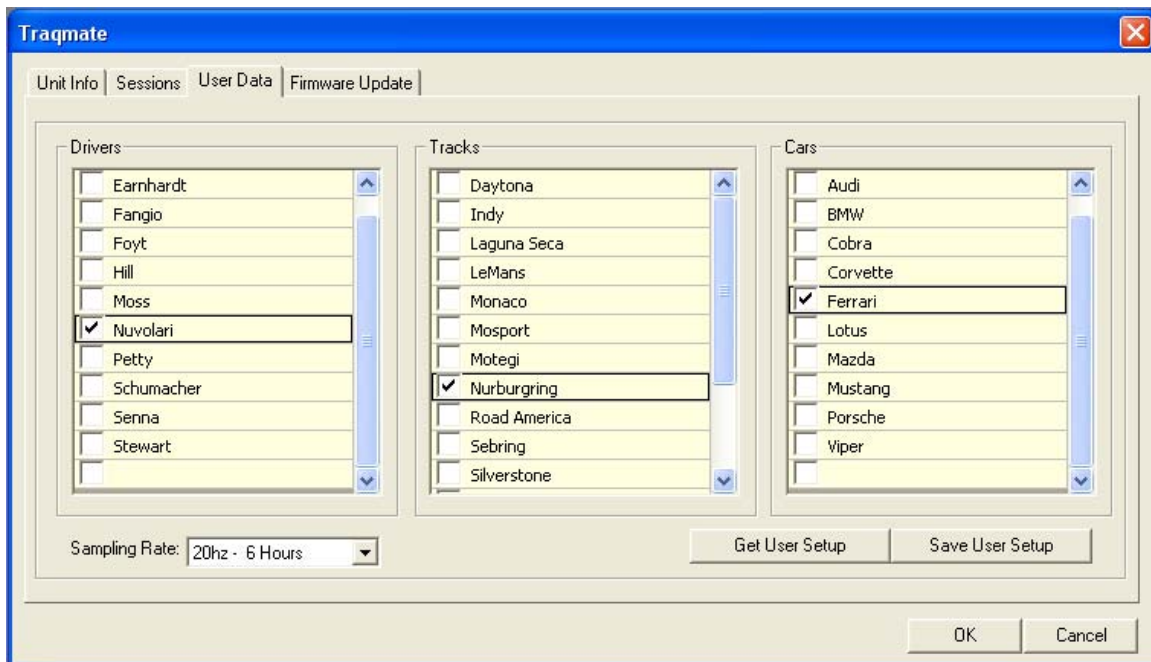 Traqmate
Unit Info Sessions User Data Firmware Update
Drivers
Earnhardt
Fangio
Foyt
Hill
Moss
Nuvolari
Petty
Schumacher
Senna
Stewart
Tracks
Daytona
Indy
Laguna Seca
LeMans
Monaco
Mosport
Motegi
Nurburgring
Road America
Sebring
Silverstone
Cars
Audi
BMW
Cobra
Corvette
Ferrari
Lotus
Mazda
Mustang
Porsche
Viper
Sampling Rate: 20hz - 6 Hours
Get User Setup Save User Setup
OK Cancel